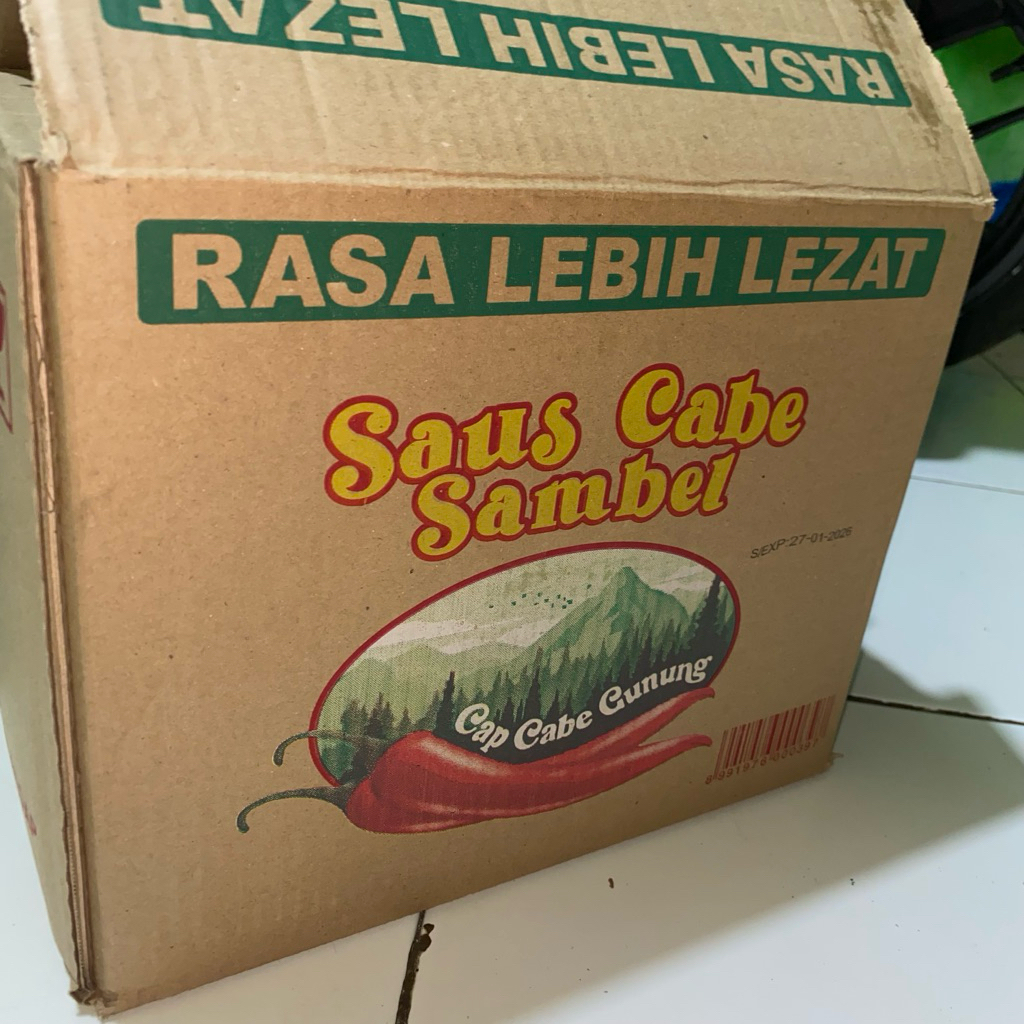 RASA LEBIH LEZAT
RASA LEBIH LEZAT
Saus Cabe
Sambel
S/EXP:27-01-2026
Cap Cabe Gunung